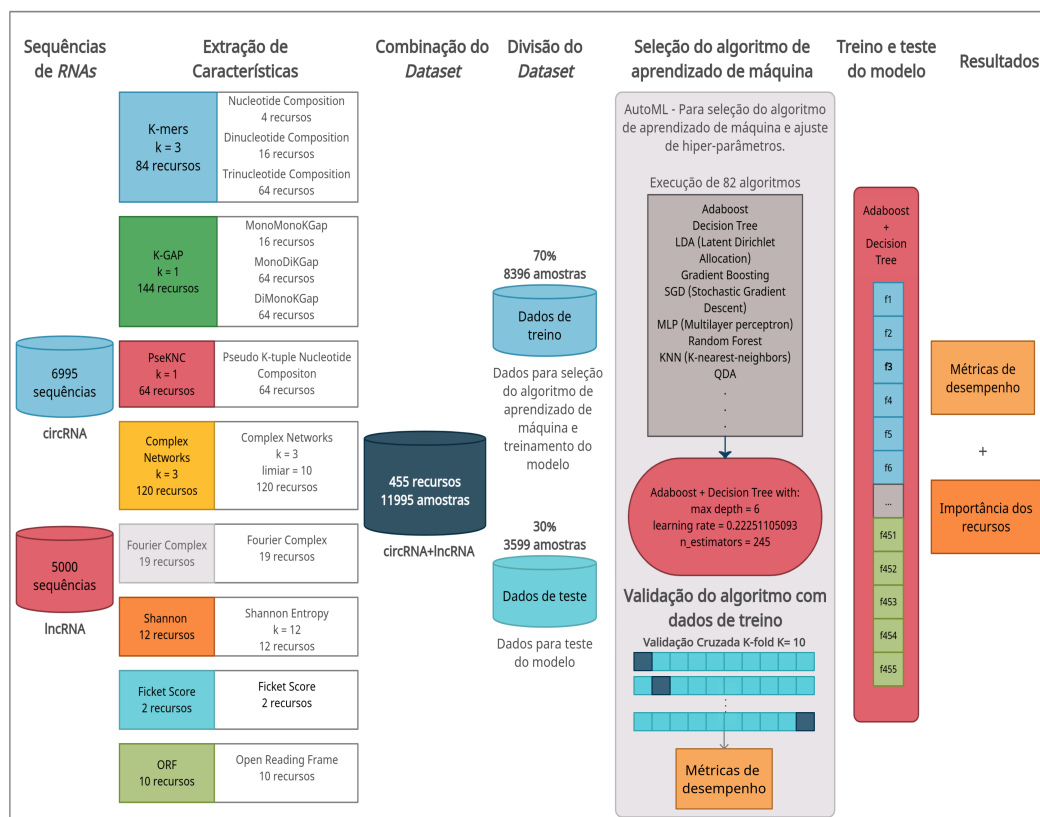 Sequências
de RNAs
Extração de
Características
Combinação do
Dataset
Divisão do
Dataset
Seleção do algoritmo de
aprendizado de máquina
Treino e teste
do modelo
Resultados
6995
sequências
circRNA
5000
sequências
lncRNA
K-mers
k = 3
84 recursos
Nucleotide Composition
4 recursos
Dinucleotide Composition
16 recursos
Trinucleotide Composition
64 recursos
K-GAP
k = 1
144 recursos
MonoMonoKGap
16 recursos
MonoDiKGap
64 recursos
DiMonoKGap
64 recursos
PseKNC
k = 1
64 recursos
Pseudo K-tuple Nucleotide
Compositon
64 recursos
Complex
Networks
k = 3
120 recursos
Complex Networks
k = 3
limiar = 10
120 recursos
Fourier Complex
19 recursos
Fourier Complex
19 recursos
Shannon
12 recursos
Shannon Entropy
k = 12
12 recursos
Ficket Score
2 recursos
Ficket Score
2 recursos
ORF
10 recursos
Open Reading Frame
10 recursos
455 recursos
11995 amostras
circRNA+lncRNA
70%
8396 amostras
Dados de
treino
Dados para seleção
do algoritmo de
aprendizado de
máquina e
treinamento do
modelo
30%
3599 amostras
Dados de teste
Dados para teste
do modelo
AutoML - Para seleção do algoritmo
de aprendizado de máquina e ajuste
de hiper-parâmetros.
Execução de 82 algoritmos
Adaboost
Decision Tree
LDA (Latent Dirichlet
Allocation)
Gradient Boosting
SGD (Stochastic Gradient
Descent)
MLP (Multilayer perceptron)
Random Forest
KNN (K-nearest-neighbors)
QDA
.
.
.
Adaboost + Decision Tree with:
max depth = 6
learning rate = 0.22251105093
n_estimators = 245
Validação do algoritmo com
dados de treino
Validação Cruzada K-fold K= 10
Métricas de
desempenho
Adaboost
+
Decision
Tree
f1
f2
f3
f4
f5
f6
...
f451
f452
f453
f454
f455
Métricas de
desempenho
+
Importância dos
recursos